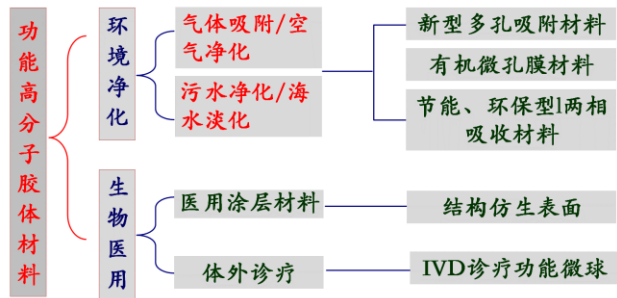 功能高分子胶体材料
环境净化
气体吸附/空
气净化
污水净化/海
水淡化
新型多孔吸附材料
有机微孔膜材料
节能、环保型l两相
吸收材料
生物医用
医用涂层材料
结构仿生表面
体外诊疗
IVD诊疗功能微球